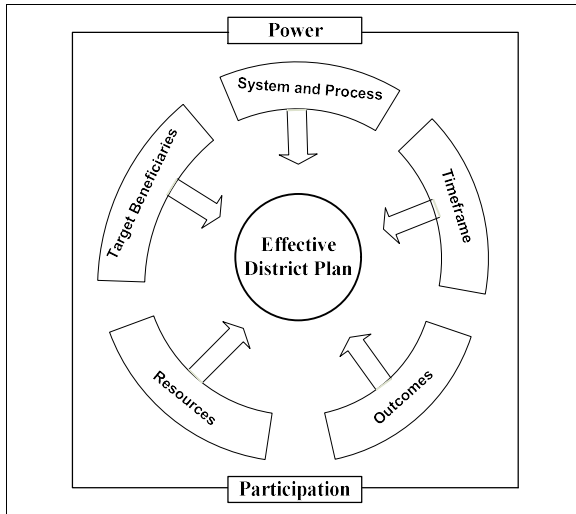 Power
System and Process
Target Beneficiaries
Timeframe
Effective
District Plan
Resources
Outcomes
Participation